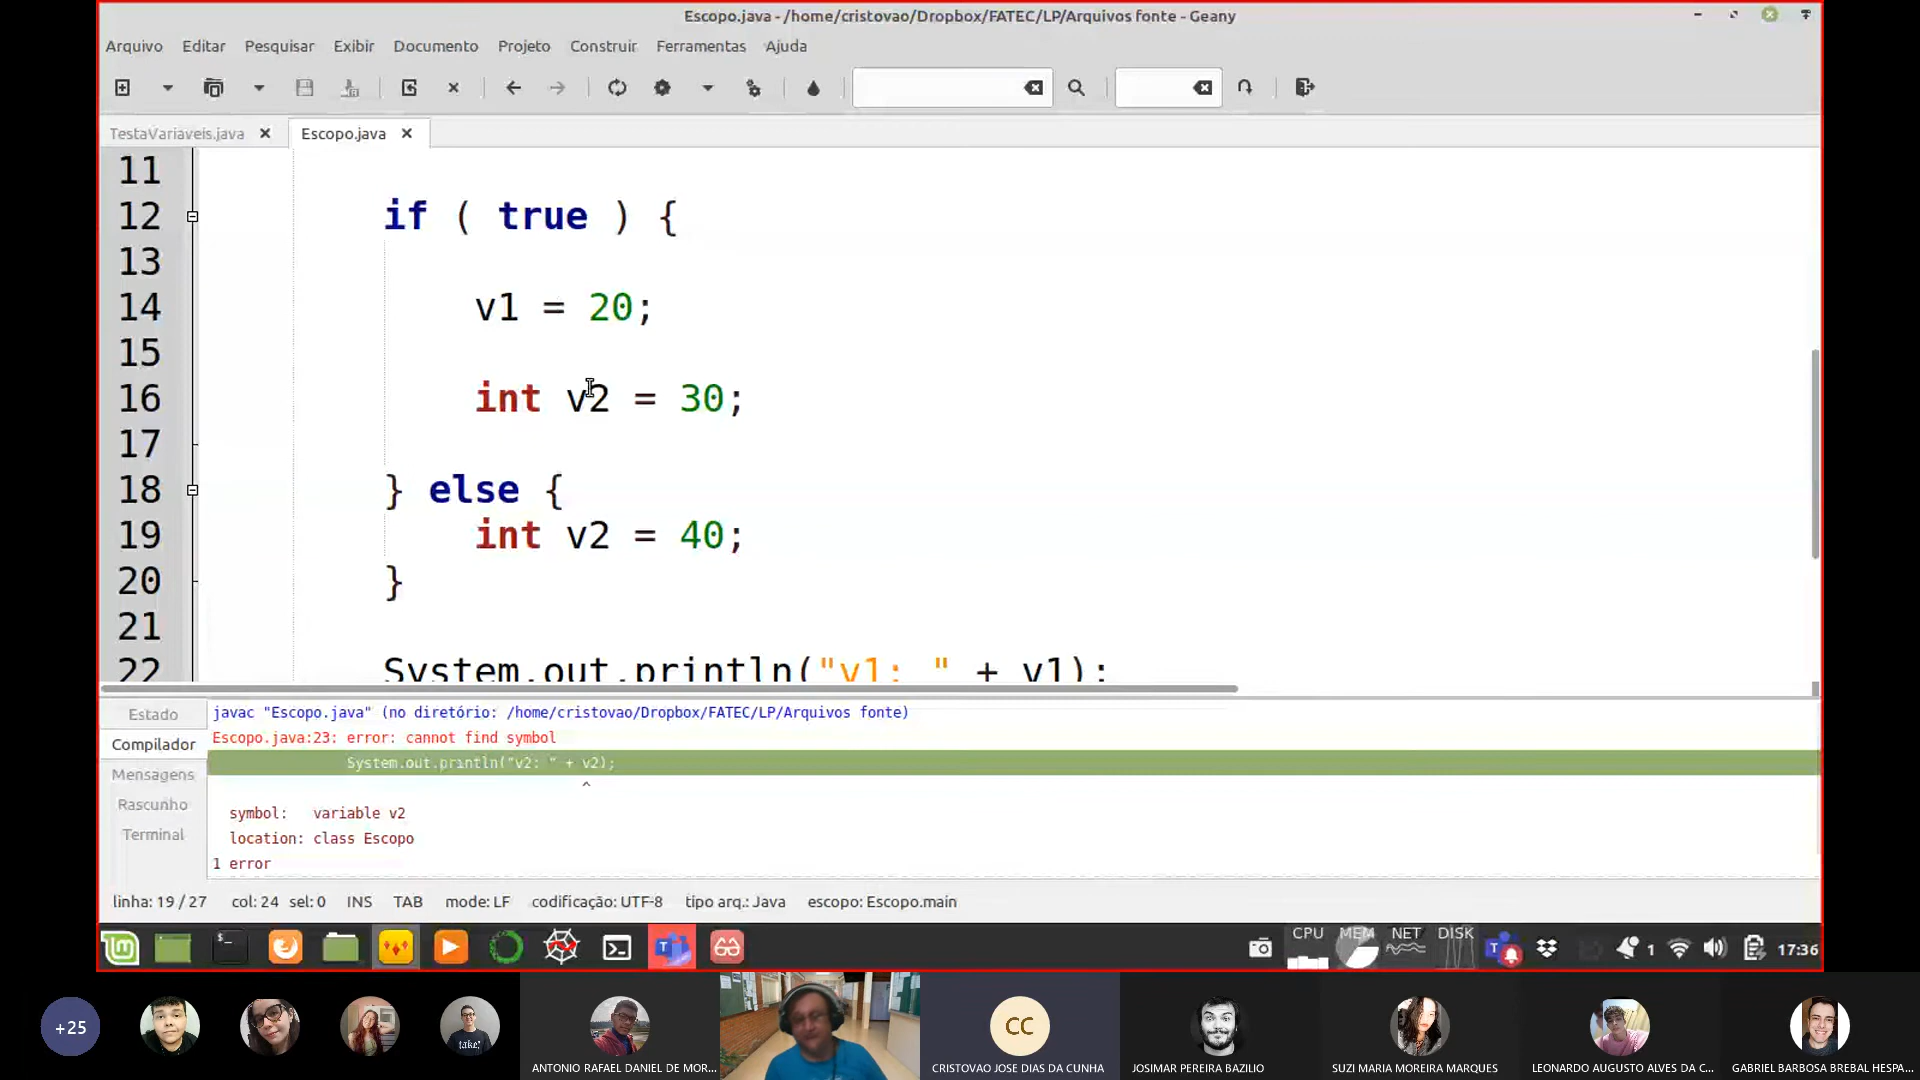 Escopo.java - /home/cristovao/Dropbox/FATEC/LP/Arquivos fonte - Geany
Arquivo Editar Pesquisar Exibir Documento Projeto Construir Ferramentas Ajuda
TestaVariaveis.java Escopo.java
11
12 if ( true ) {
13
14 v1 = 20;
15
16 int v2 = 30;
17
18 } else {
19 int v2 = 40;
20 }
21
22 System.out.println("v1: " + v1);
Estado
Compilador
Mensagens
Rascunho
Terminal
javac "Escopo.java" (no diretório: /home/cristovao/Dropbox/FATEC/LP/Arquivos fonte)
Escopo.java:23: error: cannot find symbol
System.out.println("v2: " + v2);
^
symbol: variable v2
location: class Escopo
1 error
linha: 19 / 27 col: 24 sel: 0 INS TAB mode: LF codificação: UTF-8 tipo arq.: Java escopo: Escopo.main
CPU MEM NET DISK 1 17:36
+25
take!
CC
ANTONIO RAFAEL DANIEL DE MOR... CRISTOVAO JOSE DIAS DA CUNHA JOSIMAR PEREIRA BAZILIO SUZI MARIA MOREIRA MARQUES LEONARDO AUGUSTO ALVES DA C... GABRIEL BARBOSA BREBAL HESPA...